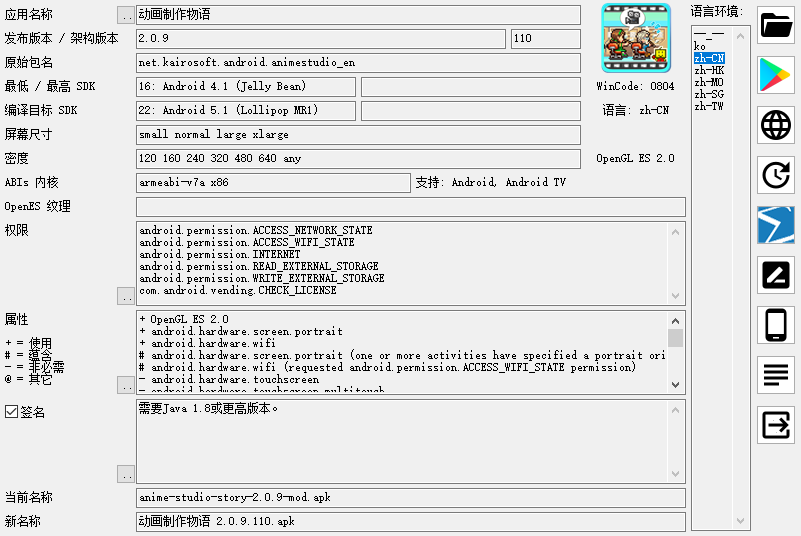 应用名称
..
动画制作物语
语言环境:
发布版本 / 架构版本
2.0.9
110
原始包名
net.kairosoft.android.animestudio_en
最低 / 最高 SDK
16: Android 4.1 (Jelly Bean)
WinCode: 0804
编译目标 SDK
22: Android 5.1 (Lollipop MR1)
语言: zh-CN
屏幕尺寸
small normal large xlarge
密度
120 160 240 320 480 640 any
OpenGL ES 2.0
ABIs 内核
armeabi-v7a x86
支持: Android, Android TV
OpenES 纹理
权限
android.permission.ACCESS_NETWORK_STATE
android.permission.ACCESS_WIFI_STATE
android.permission.INTERNET
android.permission.READ_EXTERNAL_STORAGE
android.permission.WRITE_EXTERNAL_STORAGE
com.android.vending.CHECK_LICENSE
..
属性
+ = 使用
# = 蕴含
- = 非必需
@ = 其它
..
+ OpenGL ES 2.0
+ android.hardware.screen.portrait
+ android.hardware.wifi
# android.hardware.screen.portrait (one or more activities have specified a portrait ori
# android.hardware.wifi (requested android.permission.ACCESS_WIFI_STATE permission)
- android.hardware.touchscreen
- android.hardware.touchscreen.multitouch
签名
需要Java 1.8或更高版本。
..
当前名称
anime-studio-story-2.0.9-mod.apk
新名称
动画制作物语 2.0.9.110.apk
--_--
ko
zh-CN
zh-HK
zh-MO
zh-SG
zh-TW